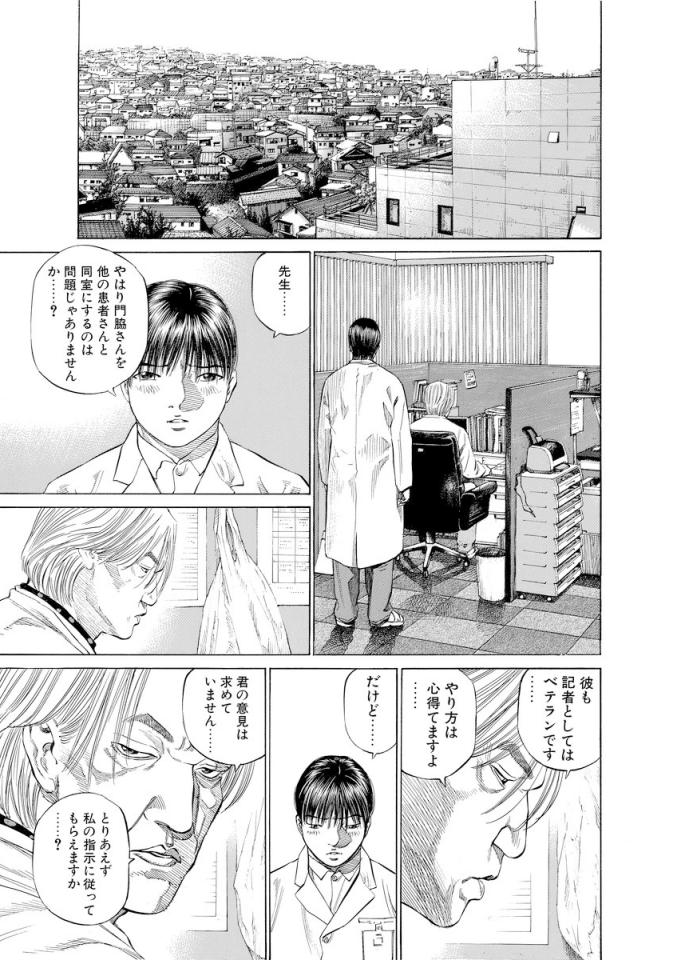 先生……
やはり門脇さんを
他の患者さんと
同室にするのは
問題じゃありません
か……?
彼も
記者としては
ベテランです
……
やり方は
心得てますよ
……
だけど……
君の意見は
求めて
いません……
とりあえず
私の指示に従って
もらえますか
……?